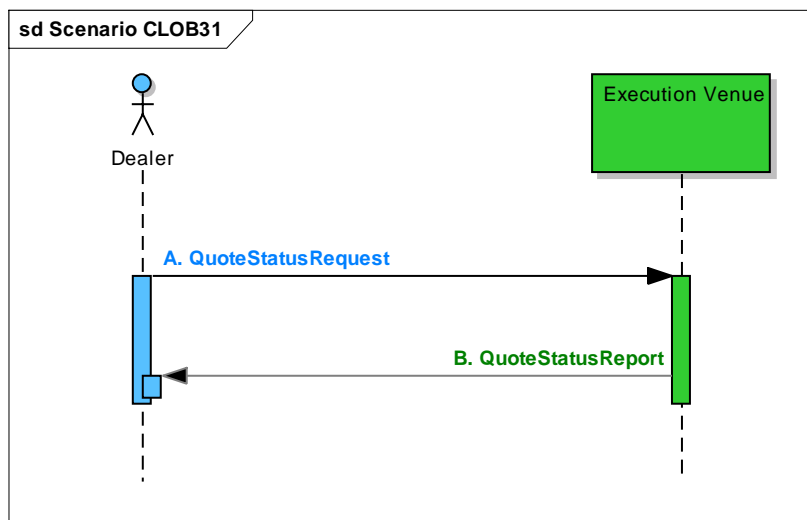 sd Scenario CLOB31
Execution Venue
Dealer
A. QuoteStatusRequest
B. QuoteStatusReport